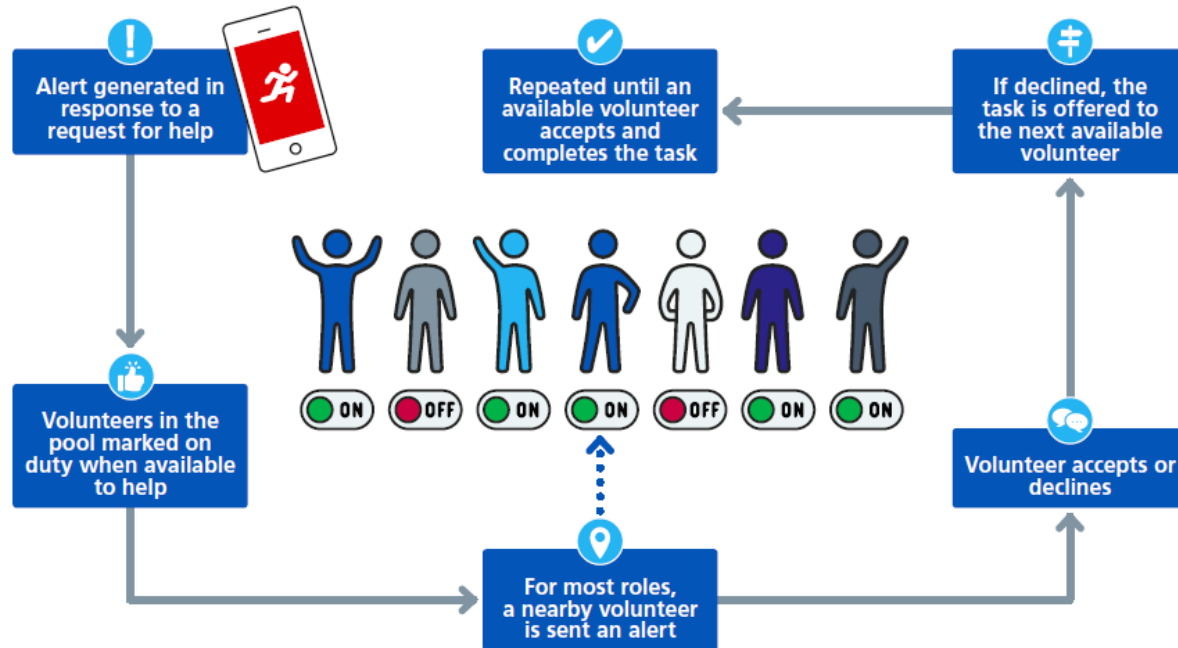 Alert generated in
response to a
request for help
Volunteers in the
pool marked on
duty when available
to help
For most roles,
a nearby volunteer
is sent an alert
Volunteer accepts or
declines
If declined, the
task is offered to
the next available
volunteer
Repeated until an
available volunteer
accepts and
completes the task
ON
OFF
ON
ON
OFF
ON
ON